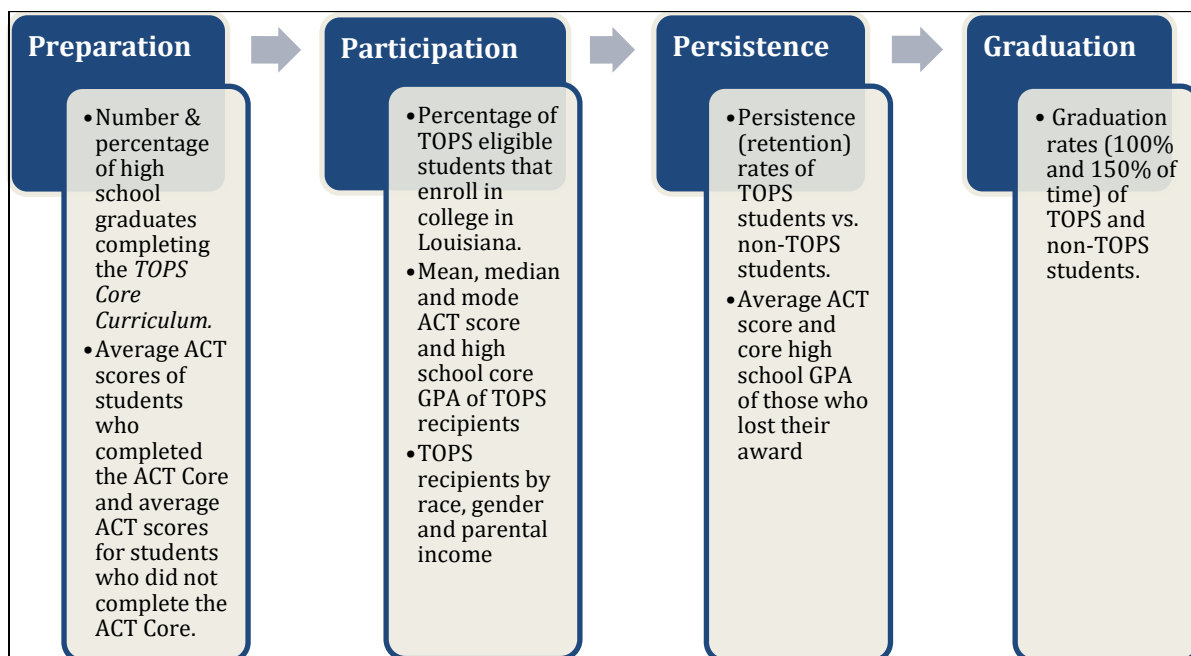 Preparation
•Number &
percentage
of high
school
graduates
completing
the TOPS
Core
Curriculum.
•Average ACT
scores of
students
who
completed
the ACT Core
and average
ACT scores
for students
who did not
complete the
ACT Core.
Participation
•Percentage of
TOPS eligible
students that
enroll in
college in
Louisiana.
•Mean, median
and mode
ACT score
and high
school core
GPA of TOPS
recipients
•TOPS
recipients by
race, gender
and parental
income
Persistence
•Persistence
(retention)
rates of
TOPS
students vs.
non-TOPS
students.
•Average ACT
score and
core high
school GPA
of those who
lost their
award
Graduation
• Graduation
rates (100%
and 150% of
time) of
TOPS and
non-TOPS
students.